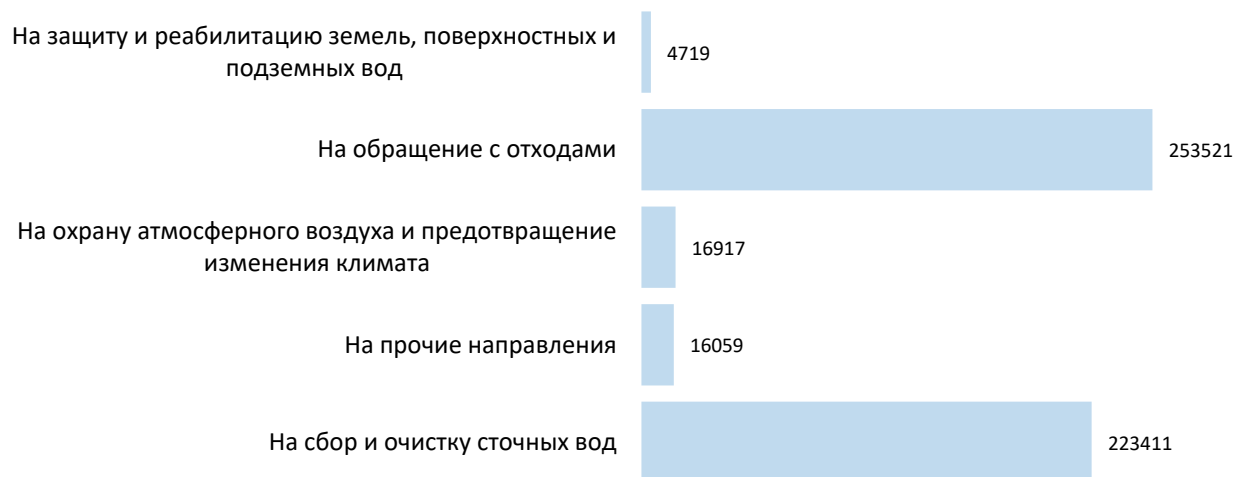 На защиту и реабилитацию земель, поверхностных и
подземных вод
4719
На обращение с отходами
253521
На охрану атмосферного воздуха и предотвращение
изменения климата
16917
На прочие направления
16059
На сбор и очистку сточных вод
223411